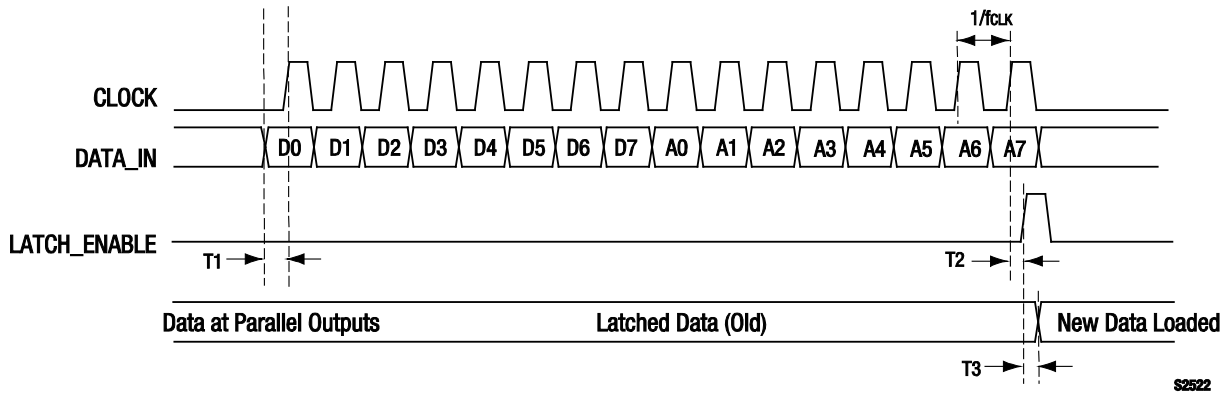 1/fCLK
CLOCK
DATA_IN
D0 D1 D2 D3 D4 D5 D6 D7 A0 A1 A2 A3 A4 A5 A6 A7
LATCH_ENABLE
T1
T2
Data at Parallel Outputs
Latched Data (Old)
New Data Loaded
T3
S2522